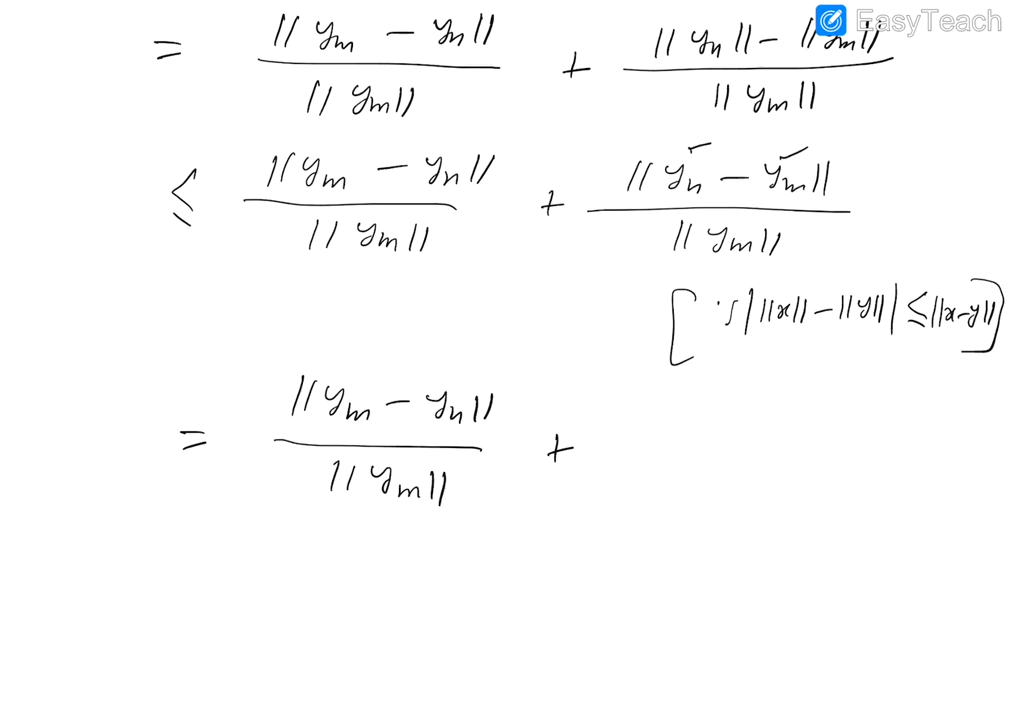 EasyTeach
= ||y_m - y_n|| / ||y_m|| + ||y_n|| - ||y_m|| / ||y_m||
≤ ||y_m - y_n|| / ||y_m|| + ||y_n - y_m|| / ||y_m||
[ ∵ | ||x|| - ||y|| | ≤ ||x-y|| ]
= ||y_m - y_n|| / ||y_m|| +